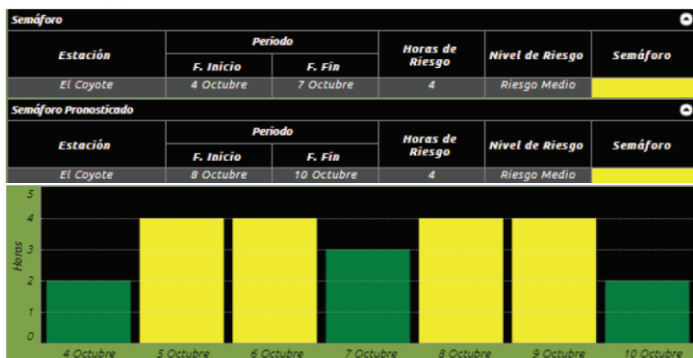 Semáforo
Estación Periodo Horas de Riesgo Nivel de Riesgo Semáforo
F. Inicio F. Fin
El Coyote 4 Octubre 7 Octubre 4 Riesgo Medio
Semáforo Pronosticado
Estación Periodo Horas de Riesgo Nivel de Riesgo Semáforo
F. Inicio F. Fin
El Coyote 8 Octubre 10 Octubre 4 Riesgo Medio
5
4
3
2
1
0
Horas
4 Octubre 5 Octubre 6 Octubre 7 Octubre 8 Octubre 9 Octubre 10 Octubre